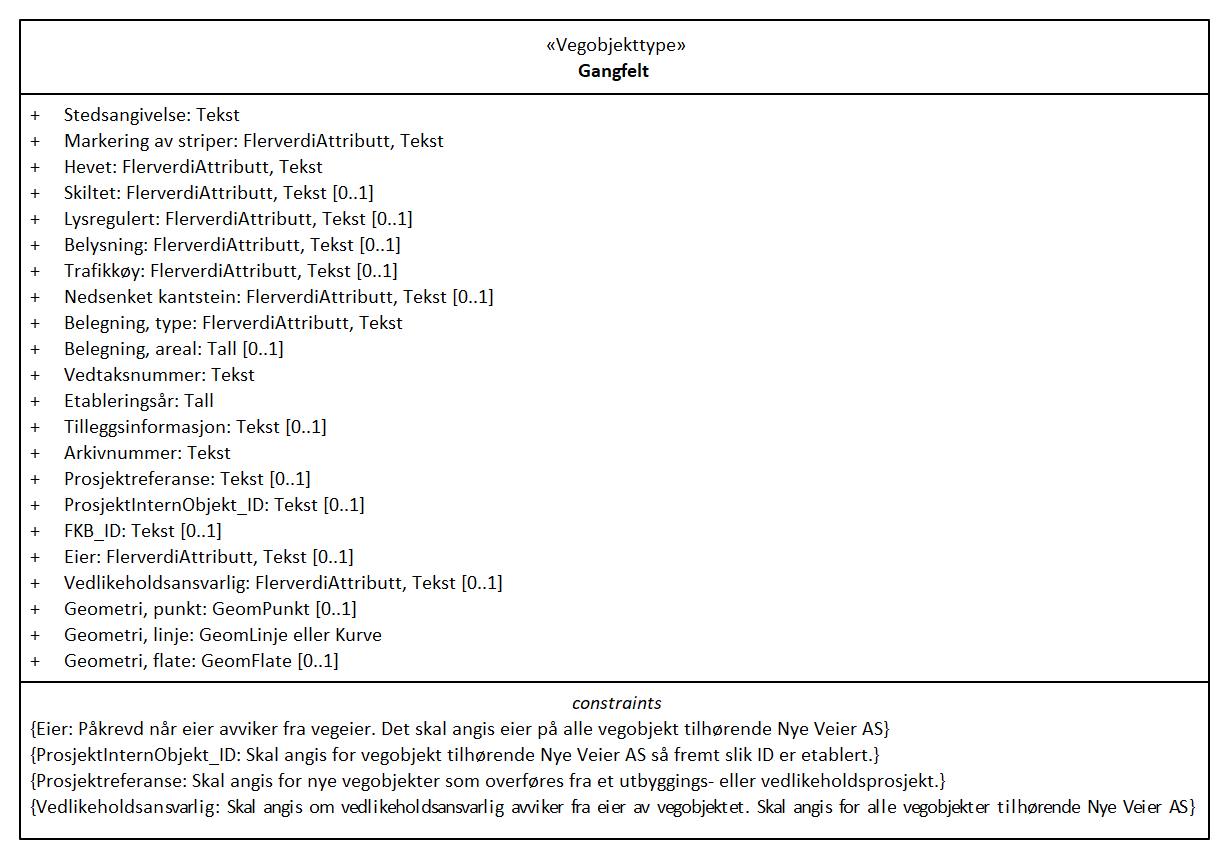 «Vegobjekttype»
Gangfelt
+ Stedsangivelse: Tekst
+ Markering av striper: FlerverdiAttributt, Tekst
+ Hevet: FlerverdiAttributt, Tekst
+ Skiltet: FlerverdiAttributt, Tekst [0..1]
+ Lysregulert: FlerverdiAttributt, Tekst [0..1]
+ Belysning: FlerverdiAttributt, Tekst [0..1]
+ Trafikkøy: FlerverdiAttributt, Tekst [0..1]
+ Nedsenket kantstein: FlerverdiAttributt, Tekst [0..1]
+ Belegning, type: FlerverdiAttributt, Tekst
+ Belegning, areal: Tall [0..1]
+ Vedtaksnummer: Tekst
+ Etableringsår: Tall
+ Tilleggsinformasjon: Tekst [0..1]
+ Arkivnummer: Tekst
+ Prosjektreferanse: Tekst [0..1]
+ ProsjektInternObjekt_ID: Tekst [0..1]
+ FKB_ID: Tekst [0..1]
+ Eier: FlerverdiAttributt, Tekst [0..1]
+ Vedlikeholdsansvarlig: FlerverdiAttributt, Tekst [0..1]
+ Geometri, punkt: GeomPunkt [0..1]
+ Geometri, linje: GeomLinje eller Kurve
+ Geometri, flate: GeomFlate [0..1]
constraints
{Eier: Påkrevd når eier avviker fra vegeier. Det skal angis eier på alle vegobjekt tilhørende Nye Veier AS}
{ProsjektInternObjekt_ID: Skal angis for vegobjekt tilhørende Nye Veier AS så fremt slik ID er etablert.}
{Prosjektreferanse: Skal angis for nye vegobjekter som overføres fra et utbyggings- eller vedlikeholdsprosjekt.}
{Vedlikeholdsansvarlig: Skal angis om vedlikeholdsansvarlig avviker fra eier av vegobjektet. Skal angis for alle vegobjekter tilhørende Nye Veier AS}